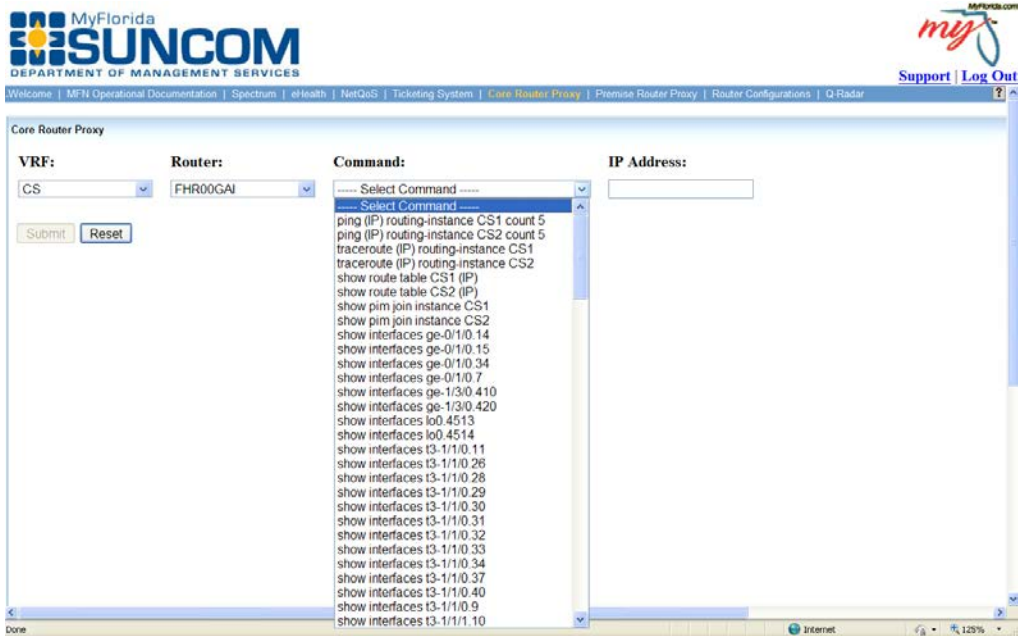 MyFlorida
SUNCOM
DEPARTMENT OF MANAGEMENT SERVICES
MyFlorida.com
my
Support | Log Out
.Welcome | MFN Operational Documentation | Spectrum | eHealth | NetQoS | Ticketing System | Core Router Proxy | Premise Router Proxy | Router Configurations | Q-Radar
?
Core Router Proxy
VRF: Router: Command: IP Address:
CS FHR00GAI ----- Select Command -----
Submit Reset
----- Select Command -----
ping (IP) routing-instance CS1 count 5
ping (IP) routing-instance CS2 count 5
traceroute (IP) routing-instance CS1
traceroute (IP) routing-instance CS2
show route table CS1 (IP)
show route table CS2 (IP)
show pim join instance CS1
show pim join instance CS2
show interfaces ge-0/1/0.14
show interfaces ge-0/1/0.15
show interfaces ge-0/1/0.34
show interfaces ge-0/1/0.7
show interfaces ge-1/3/0.410
show interfaces ge-1/3/0.420
show interfaces lo0.4513
show interfaces lo0.4514
show interfaces t3-1/1/0.11
show interfaces t3-1/1/0.26
show interfaces t3-1/1/0.28
show interfaces t3-1/1/0.29
show interfaces t3-1/1/0.30
show interfaces t3-1/1/0.31
show interfaces t3-1/1/0.32
show interfaces t3-1/1/0.33
show interfaces t3-1/1/0.34
show interfaces t3-1/1/0.37
show interfaces t3-1/1/0.40
show interfaces t3-1/1/0.9
show interfaces t3-1/1/1.10
Done Internet 125%